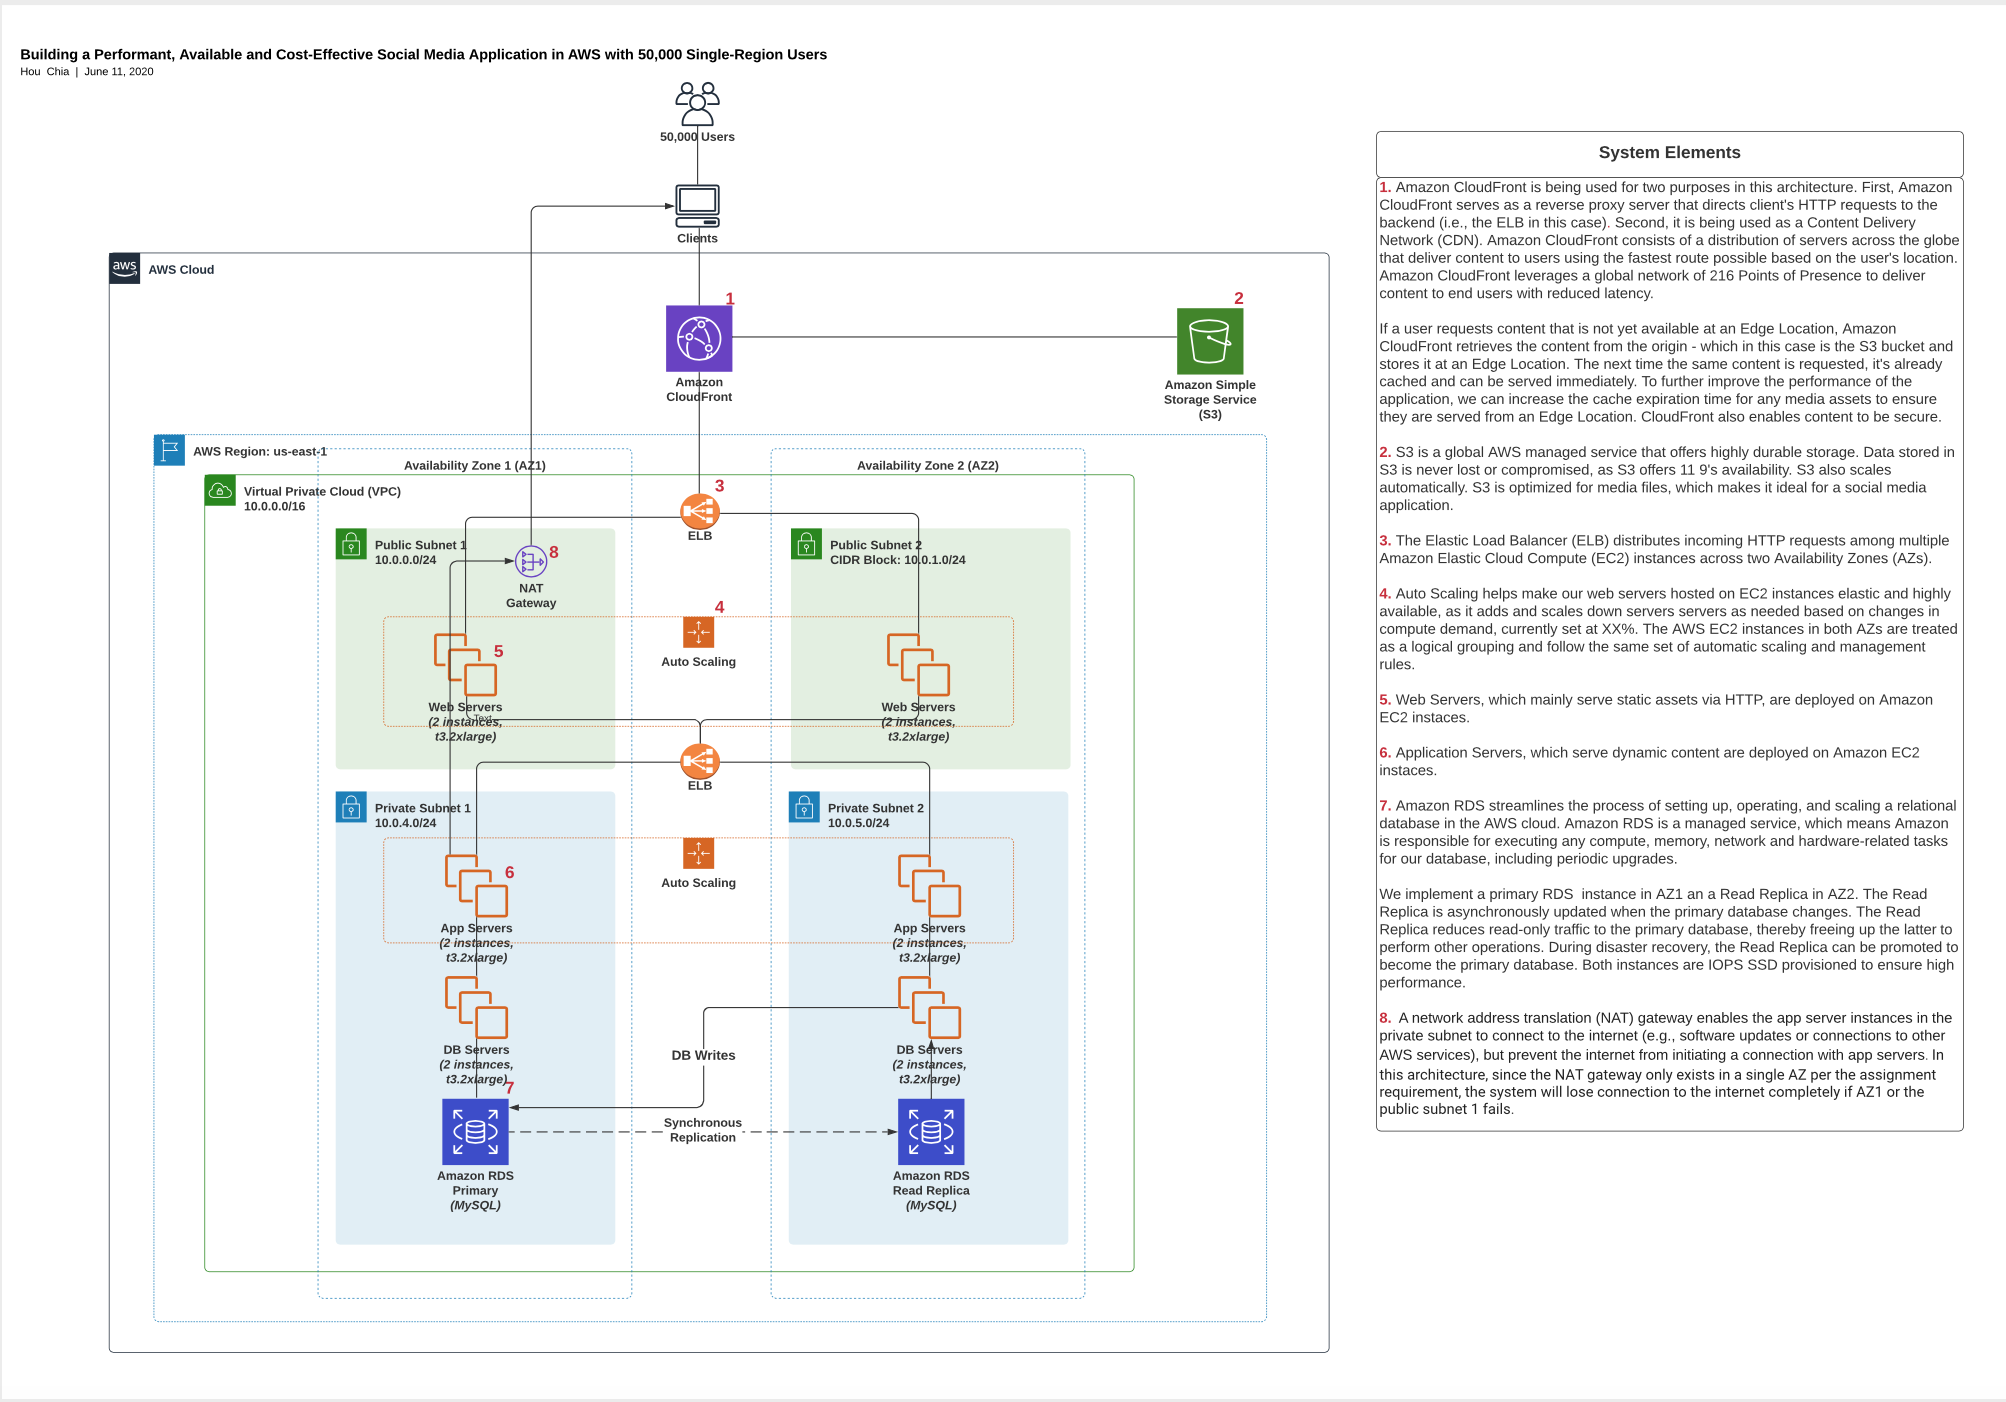 Building a Performant, Available and Cost-Effective Social Media Application in AWS with 50,000 Single-Region Users
Hou Chia | June 11, 2020
50,000 Users
Clients
aws
AWS Cloud
1
Amazon
CloudFront
2
Amazon Simple
Storage Service
(S3)
AWS Region: us-east-1
Availability Zone 1 (AZ1)
Availability Zone 2 (AZ2)
Virtual Private Cloud (VPC)
10.0.0.0/16
3
ELB
Public Subnet 1
10.0.0.0/24
8
NAT
Gateway
Public Subnet 2
CIDR Block: 10.0.1.0/24
4
Auto Scaling
5
Web Servers
(2 instances,
t3.2xlarge)
Text
Web Servers
(2 instances,
t3.2xlarge)
ELB
Private Subnet 1
10.0.4.0/24
Private Subnet 2
10.0.5.0/24
Auto Scaling
6
App Servers
(2 instances,
t3.2xlarge)
App Servers
(2 instances,
t3.2xlarge)
DB Servers
(2 instances,
t3.2xlarge)
DB Servers
(2 instances,
t3.2xlarge)
DB Writes
7
Synchronous
Replication
Amazon RDS
Primary
(MySQL)
Amazon RDS
Read Replica
(MySQL)
System Elements
1. Amazon CloudFront is being used for two purposes in this architecture. First, Amazon
CloudFront serves as a reverse proxy server that directs client's HTTP requests to the
backend (i.e., the ELB in this case). Second, it is being used as a Content Delivery
Network (CDN). Amazon CloudFront consists of a distribution of servers across the globe
that deliver content to users using the fastest route possible based on the user's location.
Amazon CloudFront leverages a global network of 216 Points of Presence to deliver
content to end users with reduced latency.
If a user requests content that is not yet available at an Edge Location, Amazon
CloudFront retrieves the content from the origin - which in this case is the S3 bucket and
stores it at an Edge Location. The next time the same content is requested, it's already
cached and can be served immediately. To further improve the performance of the
application, we can increase the cache expiration time for any media assets to ensure
they are served from an Edge Location. CloudFront also enables content to be secure.
2. S3 is a global AWS managed service that offers highly durable storage. Data stored in
S3 is never lost or compromised, as S3 offers 11 9's availability. S3 also scales
automatically. S3 is optimized for media files, which makes it ideal for a social media
application.
3. The Elastic Load Balancer (ELB) distributes incoming HTTP requests among multiple
Amazon Elastic Cloud Compute (EC2) instances across two Availability Zones (AZs).
4. Auto Scaling helps make our web servers hosted on EC2 instances elastic and highly
available, as it adds and scales down servers servers as needed based on changes in
compute demand, currently set at XX%. The AWS EC2 instances in both AZs are treated
as a logical grouping and follow the same set of automatic scaling and management
rules.
5. Web Servers, which mainly serve static assets via HTTP, are deployed on Amazon
EC2 instaces.
6. Application Servers, which serve dynamic content are deployed on Amazon EC2
instaces.
7. Amazon RDS streamlines the process of setting up, operating, and scaling a relational
database in the AWS cloud. Amazon RDS is a managed service, which means Amazon
is responsible for executing any compute, memory, network and hardware-related tasks
for our database, including periodic upgrades.
We implement a primary RDS instance in AZ1 an a Read Replica in AZ2. The Read
Replica is asynchronously updated when the primary database changes. The Read
Replica reduces read-only traffic to the primary database, thereby freeing up the latter to
perform other operations. During disaster recovery, the Read Replica can be promoted to
become the primary database. Both instances are IOPS SSD provisioned to ensure high
performance.
8. A network address translation (NAT) gateway enables the app server instances in the
private subnet to connect to the internet (e.g., software updates or connections to other
AWS services), but prevent the internet from initiating a connection with app servers. In
this architecture, since the NAT gateway only exists in a single AZ per the assignment
requirement, the system will lose connection to the internet completely if AZ1 or the
public subnet 1 fails.